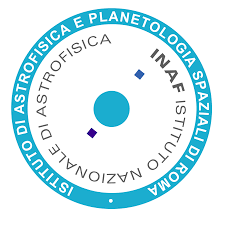 ISTITUTO DI ASTROFISICA E PLANETOLOGIA SPAZIALI DI ROMA
INAF ISTITUTO NAZIONALE DI ASTROFISICA